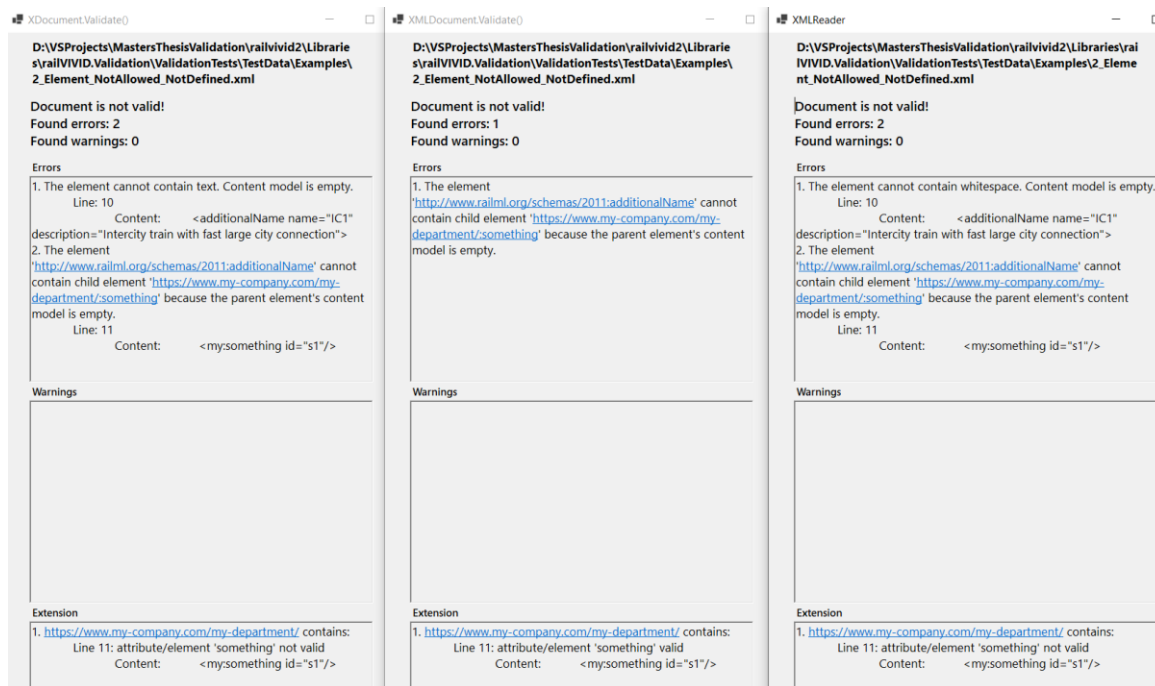 XDocument.Validate()
D:\VSProjects\MastersThesisValidation\railvivid2\Librarie
s\railVIVID.Validation\ValidationTests\TestData\Examples\
2_Element_NotAllowed_NotDefined.xml
Document is not valid!
Found errors: 2
Found warnings: 0
Errors
1. The element cannot contain text. Content model is empty.
Line: 10
Content: <additionalName name="IC1"
description="Intercity train with fast large city connection">
2. The element
'http://www.railml.org/schemas/2011:additionalName' cannot
contain child element 'https://www.my-company.com/my-
department/:something' because the parent element's content
model is empty.
Line: 11
Content: <my:something id="s1"/>
Warnings
Extension
1. https://www.my-company.com/my-department/ contains:
Line 11: attribute/element 'something' not valid
Content: <my:something id="s1"/>
XMLDocument.Validate()
D:\VSProjects\MastersThesisValidation\railvivid2\Librarie
s\railVIVID.Validation\ValidationTests\TestData\Examples\
2_Element_NotAllowed_NotDefined.xml
Document is not valid!
Found errors: 1
Found warnings: 0
Errors
1. The element
'http://www.railml.org/schemas/2011:additionalName' cannot
contain child element 'https://www.my-company.com/my-
department/:something' because the parent element's content
model is empty.
Warnings
Extension
1. https://www.my-company.com/my-department/ contains:
Line 11: attribute/element 'something' valid
Content: <my:something id="s1"/>
XMLReader
D:\VSProjects\MastersThesisValidation\railvivid2\Libraries\rai
lVIVID.Validation\ValidationTests\TestData\Examples\2_Eleme
nt_NotAllowed_NotDefined.xml
Document is not valid!
Found errors: 2
Found warnings: 0
Errors
1. The element cannot contain whitespace. Content model is empty.
Line: 10
Content: <additionalName name="IC1"
description="Intercity train with fast large city connection">
2. The element
'http://www.railml.org/schemas/2011:additionalName' cannot
contain child element 'https://www.my-company.com/my-
department/:something' because the parent element's content
model is empty.
Line: 11
Content: <my:something id="s1"/>
Warnings
Extension
1. https://www.my-company.com/my-department/ contains:
Line 11: attribute/element 'something' not valid
Content: <my:something id="s1"/>